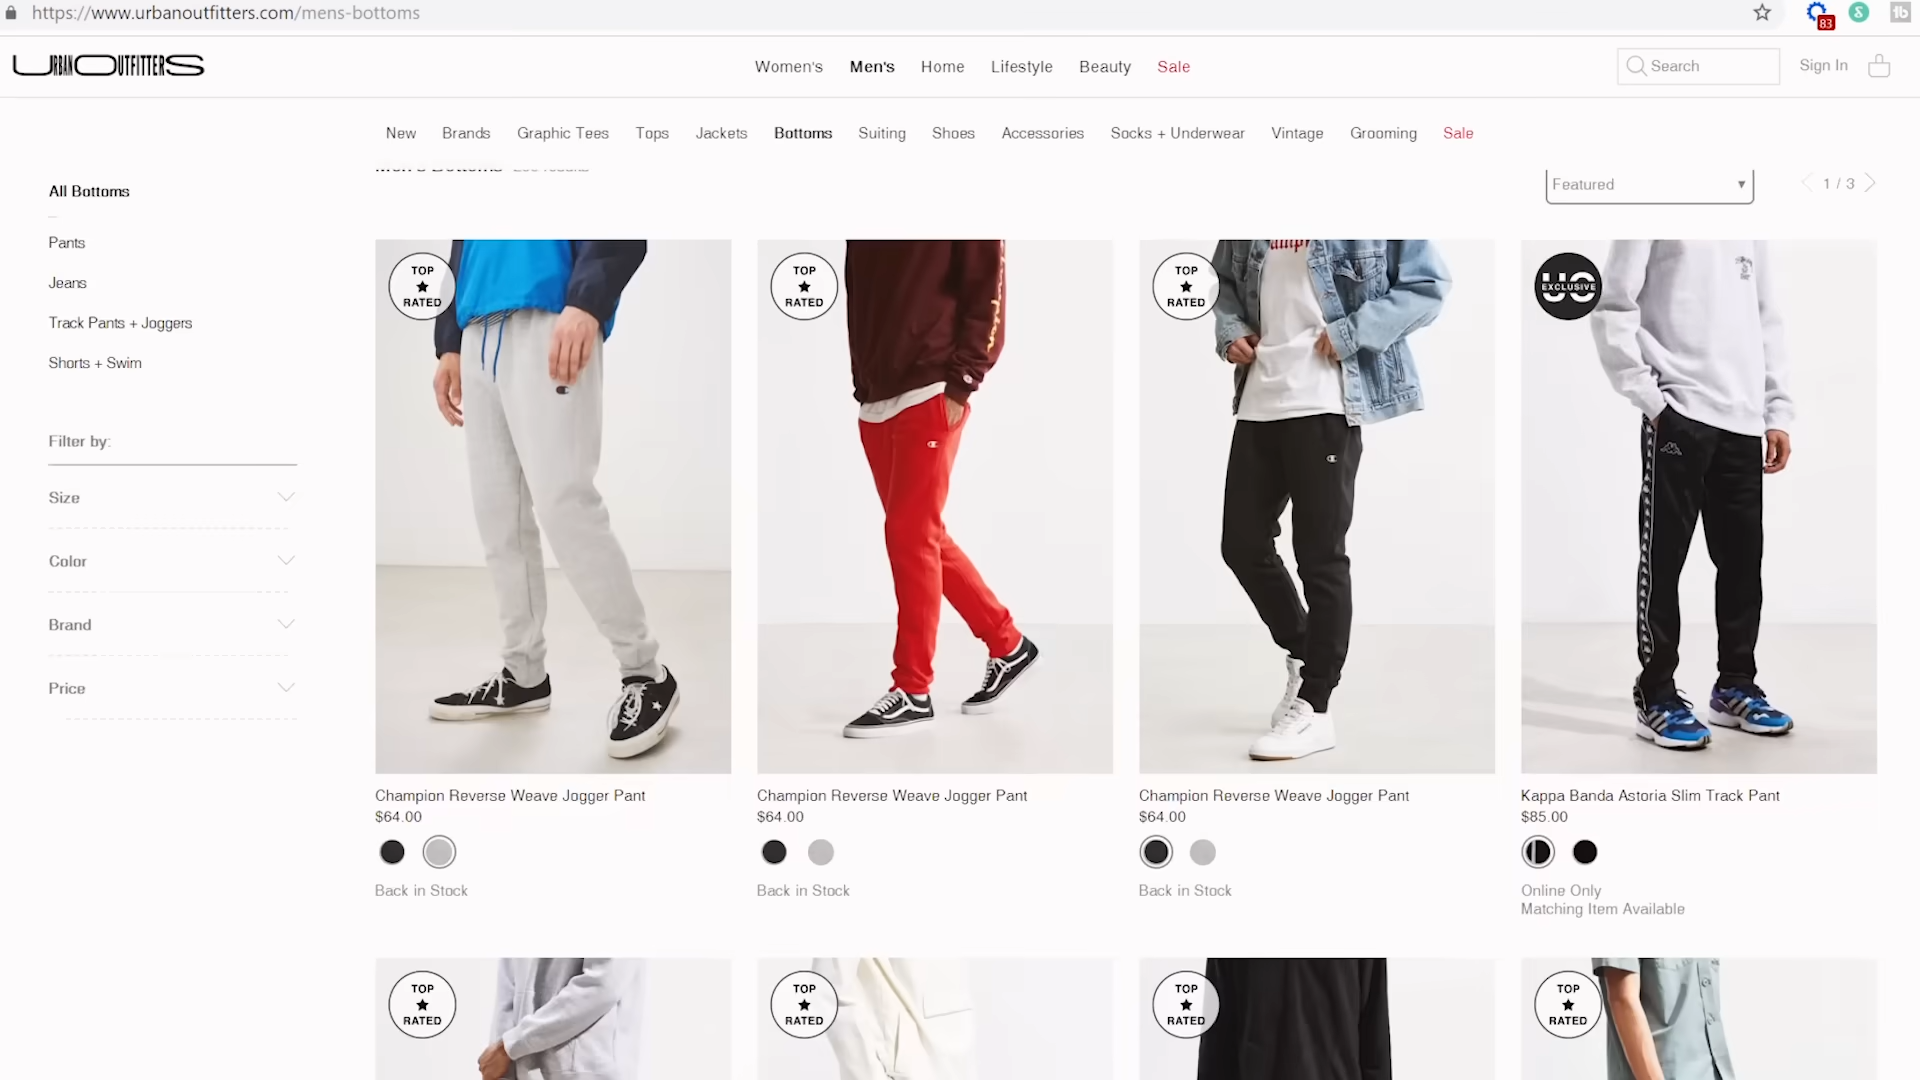 https://www.urbanoutfitters.com/mens-bottoms
83
tb
URBAN OUTFITTERS
Women's Men's Home Lifestyle Beauty Sale
Search
Sign In
New Brands Graphic Tees Tops Jackets Bottoms Suiting Shoes Accessories Socks + Underwear Vintage Grooming Sale
All Bottoms
Pants
Jeans
Track Pants + Joggers
Shorts + Swim
Filter by:
Size
Color
Brand
Price
Featured
1 / 3
TOP
RATED
TOP
RATED
TOP
RATED
UO
EXCLUSIVE
Champion Reverse Weave Jogger Pant
$64.00
Back in Stock
Champion Reverse Weave Jogger Pant
$64.00
Back in Stock
Champion Reverse Weave Jogger Pant
$64.00
Back in Stock
Kappa Banda Astoria Slim Track Pant
$85.00
Online Only
Matching Item Available
TOP
RATED
TOP
RATED
TOP
RATED
TOP
RATED